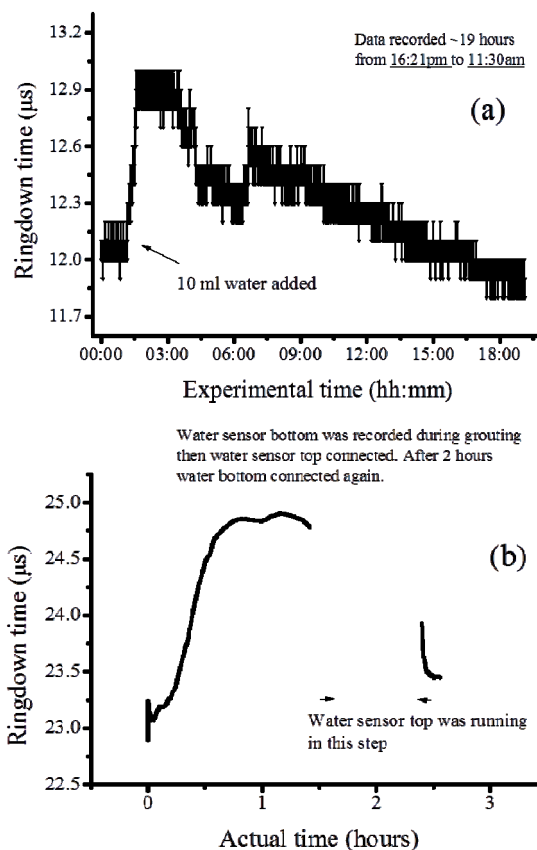 13.2
Data recorded ~19 hours
from 16:21pm to 11:30am
12.9
(a)
12.6
12.3
12.0
10 ml water added
11.7
Ringdown time (μs)
00:00 03:00 06:00 09:00 12:00 15:00 18:00
Experimental time (hh:mm)
Water sensor bottom was recorded during grouting
then water sensor top connected. After 2 hours
water bottom connected again.
25.0
(b)
24.5
24.0
23.5
Water sensor top was running
in this step
23.0
22.5
Ringdown time (μs)
0 1 2 3
Actual time (hours)